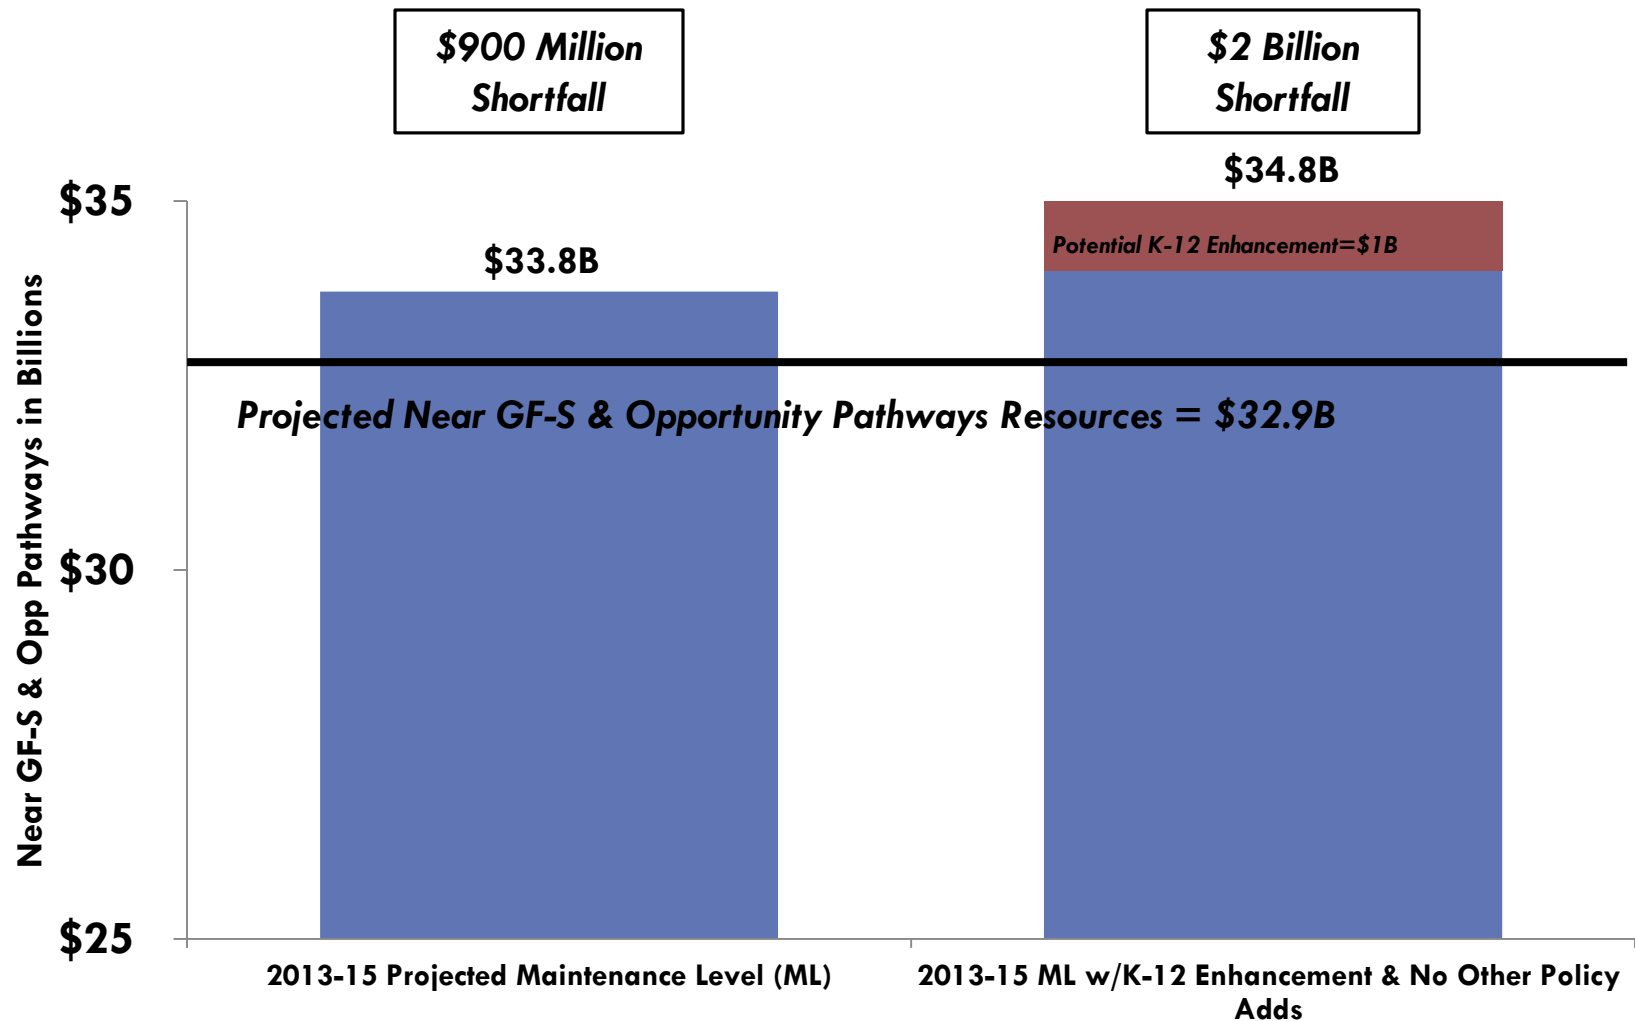 $900 Million
Shortfall
$2 Billion
Shortfall
$34.8B
$35
Potential K-12 Enhancement=$1B
$33.8B
Near GF-S & Opp Pathways in Billions
Projected Near GF-S & Opportunity Pathways Resources = $32.9B
$30
$25
2013-15 Projected Maintenance Level (ML)
2013-15 ML w/K-12 Enhancement & No Other Policy
Adds